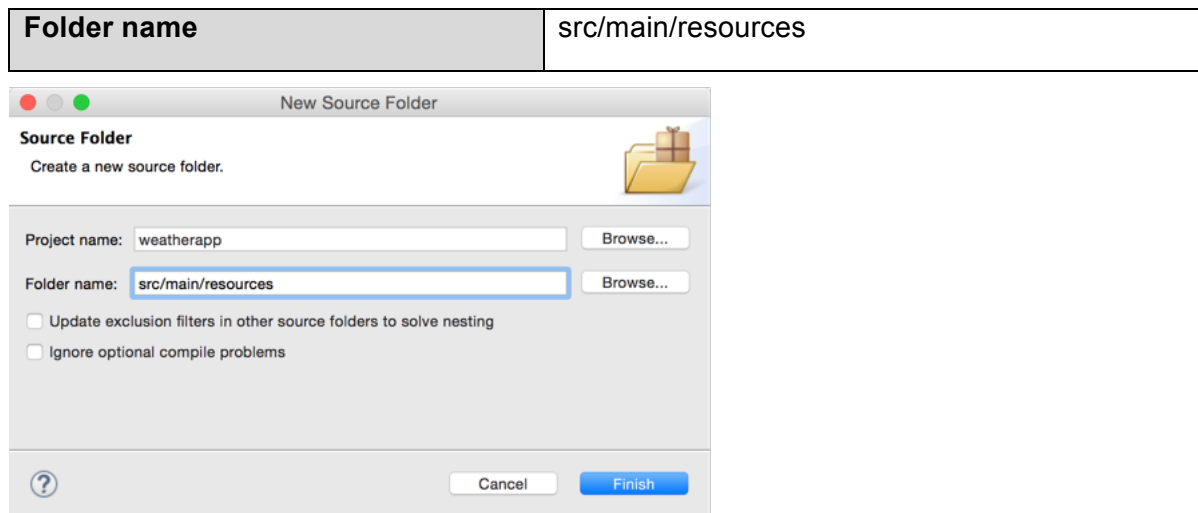 Folder name src/main/resources
New Source Folder
Source Folder
Create a new source folder.
Project name: weatherapp Browse...
Folder name: src/main/resources Browse...
Update exclusion filters in other source folders to solve nesting
Ignore optional compile problems
? Cancel Finish